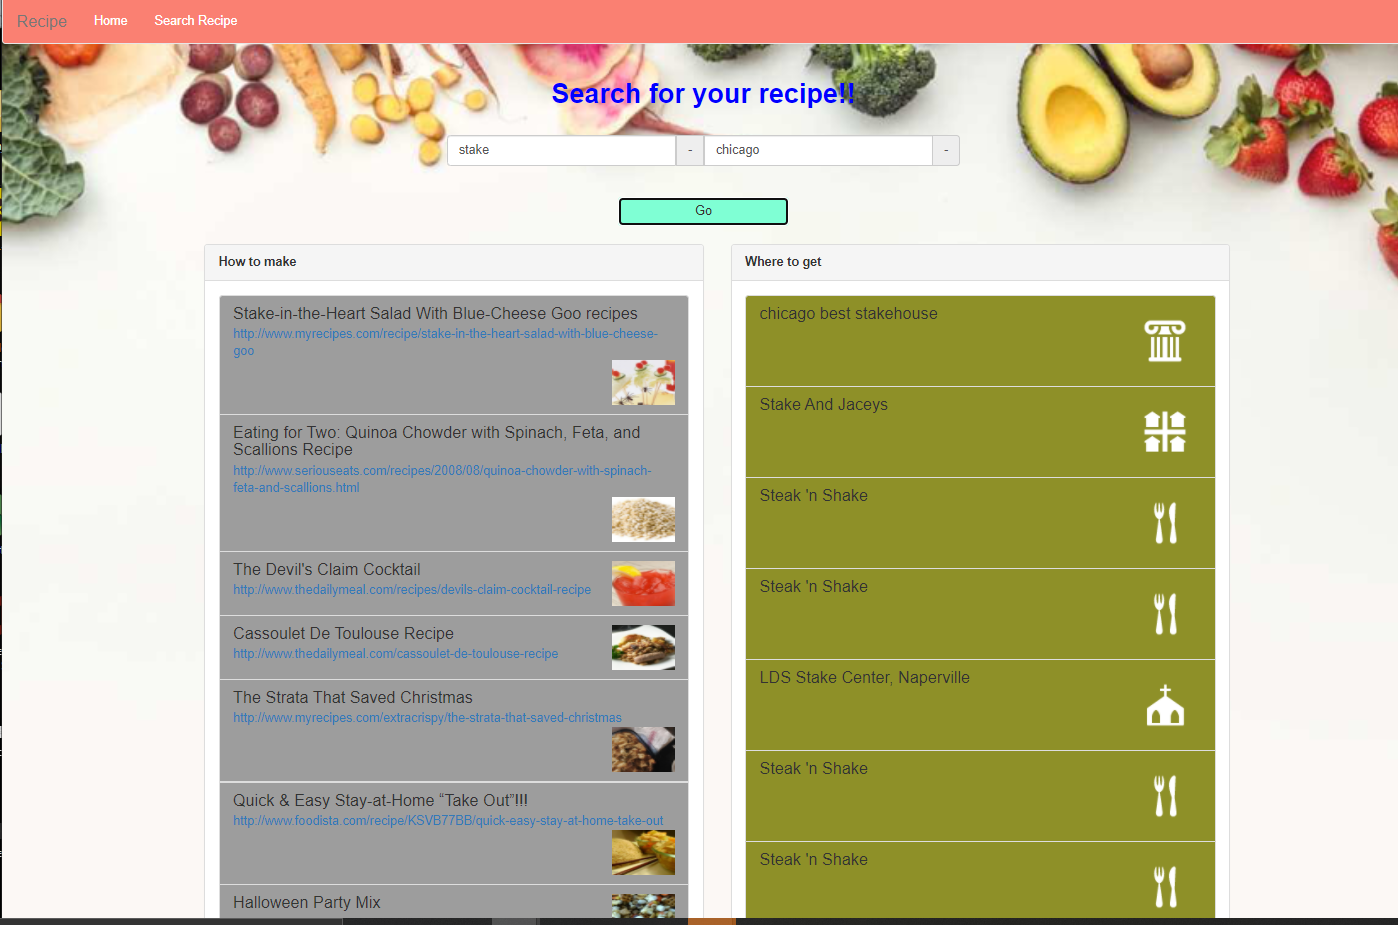 Recipe Home Search Recipe
Search for your recipe!!
stake - chicago -
Go
How to make
Stake-in-the-Heart Salad With Blue-Cheese Goo recipes
http://www.myrecipes.com/recipe/stake-in-the-heart-salad-with-blue-cheese-
goo
Eating for Two: Quinoa Chowder with Spinach, Feta, and
Scallions Recipe
http://www.seriouseats.com/recipes/2008/08/quinoa-chowder-with-spinach-
feta-and-scallions.html
The Devil's Claim Cocktail
http://www.thedailymeal.com/recipes/devils-claim-cocktail-recipe
Cassoulet De Toulouse Recipe
http://www.thedailymeal.com/cassoulet-de-toulouse-recipe
The Strata That Saved Christmas
http://www.myrecipes.com/extracrispy/the-strata-that-saved-christmas
Quick & Easy Stay-at-Home “Take Out”!!!
http://www.foodista.com/recipe/KSVB77BB/quick-easy-stay-at-home-take-out
Halloween Party Mix
Where to get
chicago best stakehouse
Stake And Jaceys
Steak 'n Shake
Steak 'n Shake
LDS Stake Center, Naperville
Steak 'n Shake
Steak 'n Shake